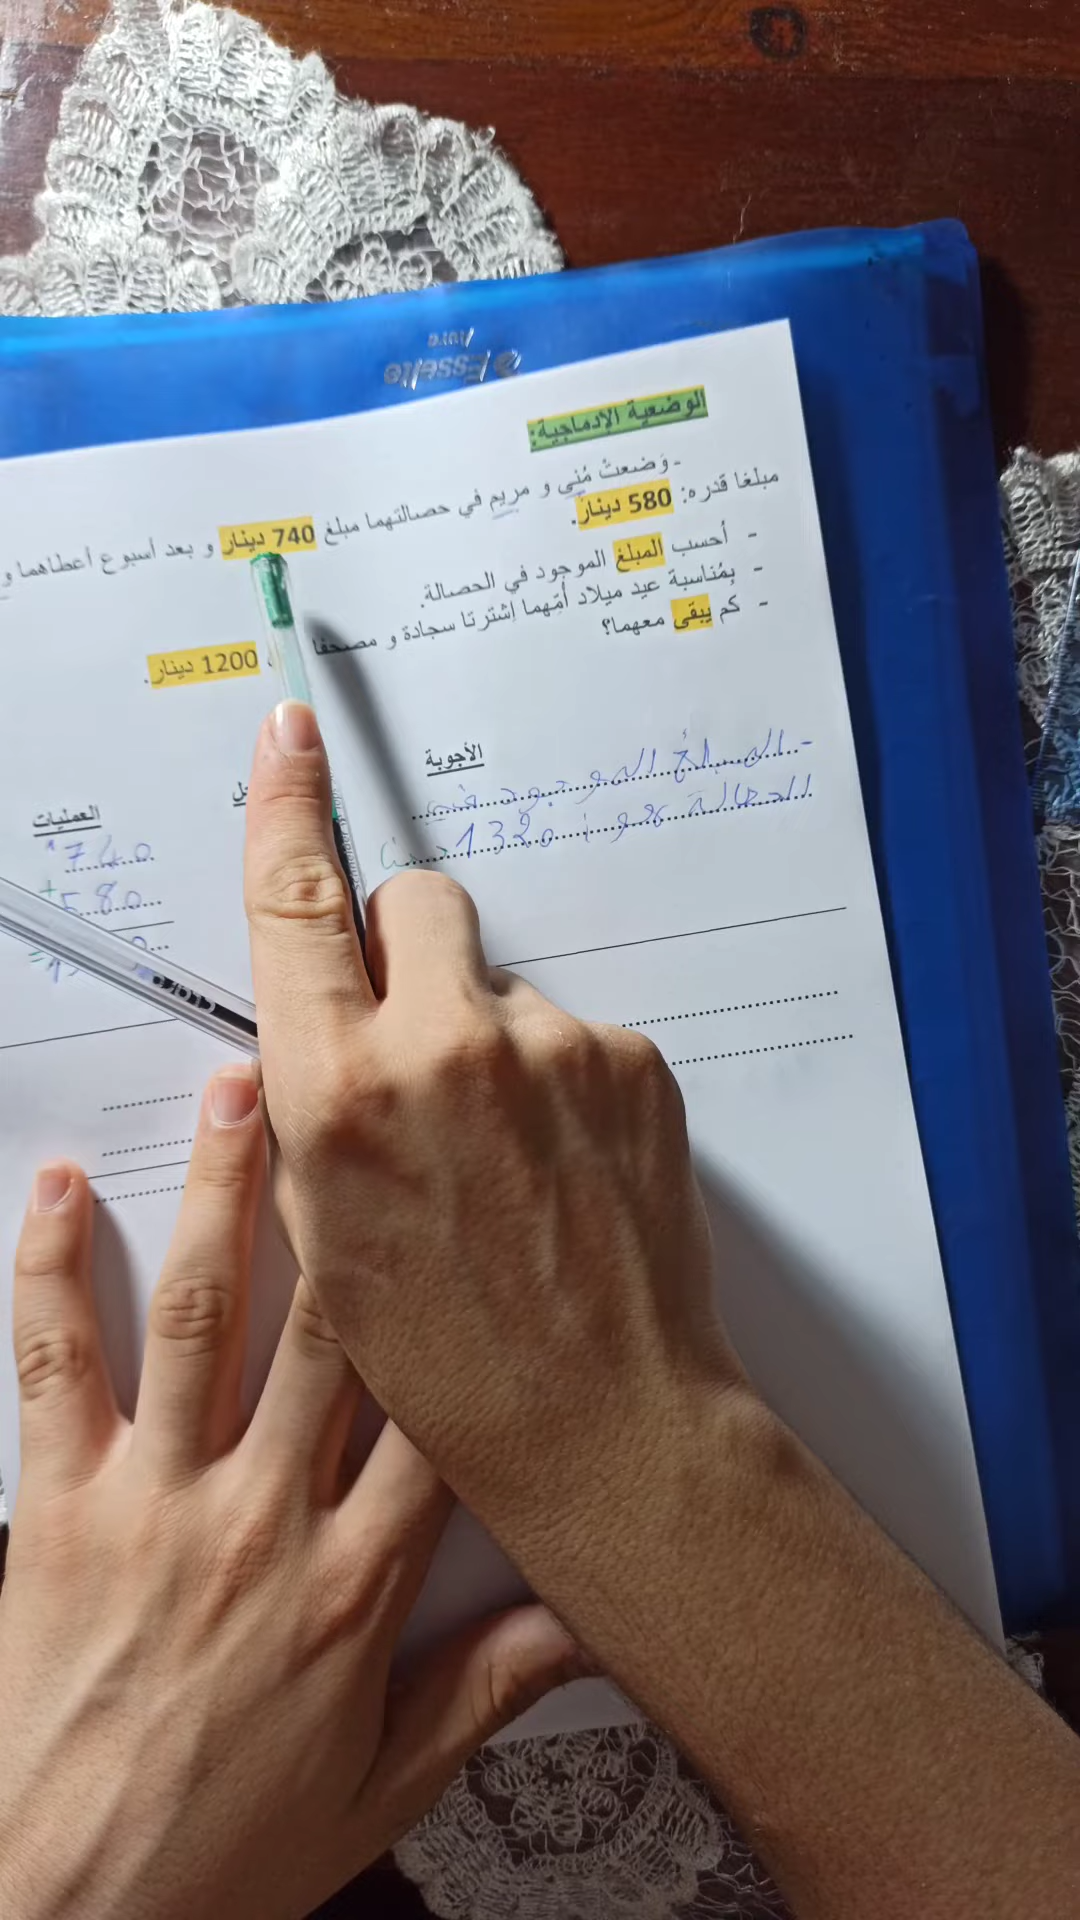 Esselte
الوضعية الإدماجية:
- وَضعتْ مُنى و مريم في حصالتهما مبلغ 740 دينار و بعد أسبوع أعطاهما و
مبلغا قدره: 580 دينار.
- أحسب المبلغ الموجود في الحصالة.
- بِمُناسبة عيد ميلاد أمّهما اِشترتا سجادة و مصحفا 1200 دينار.
- كم يبقى معهما؟
الأجوبة
العمليات
- المبلغُ الموجود في
الحصالة هو : 1320
740
+
580
=1